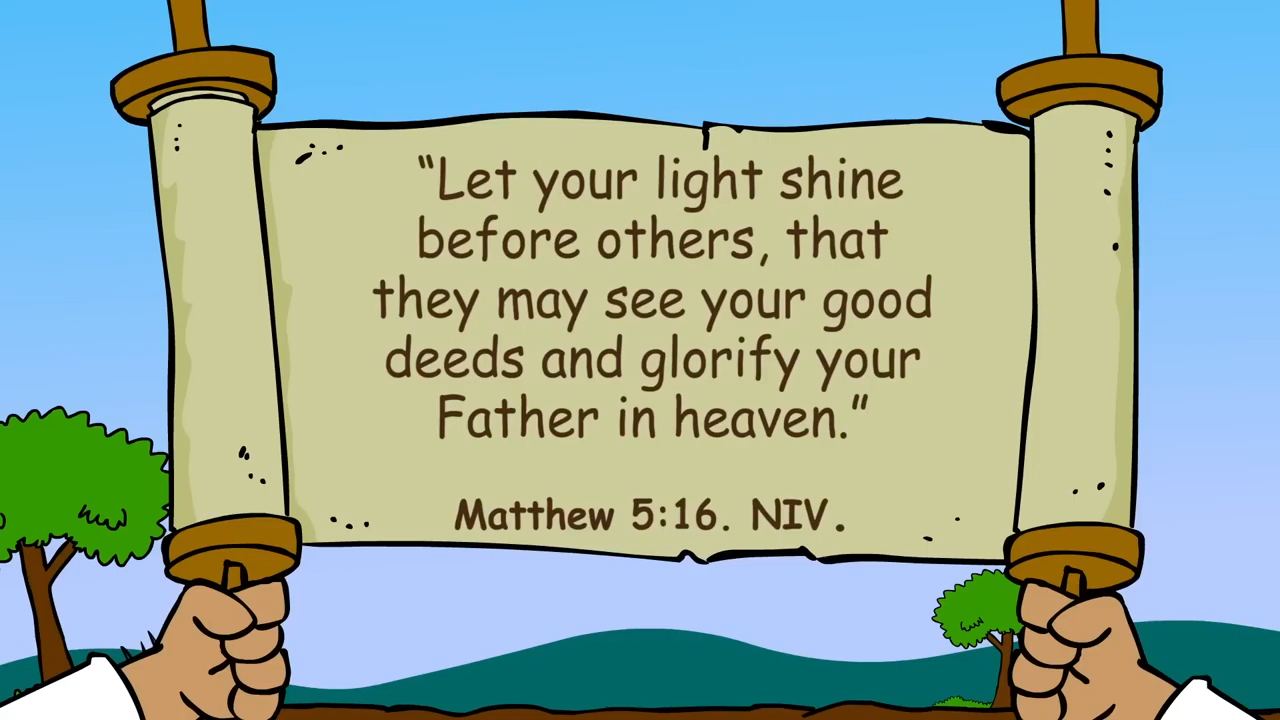 “Let your light shine
before others, that
they may see your good
deeds and glorify your
Father in heaven.”
Matthew 5:16. NIV.